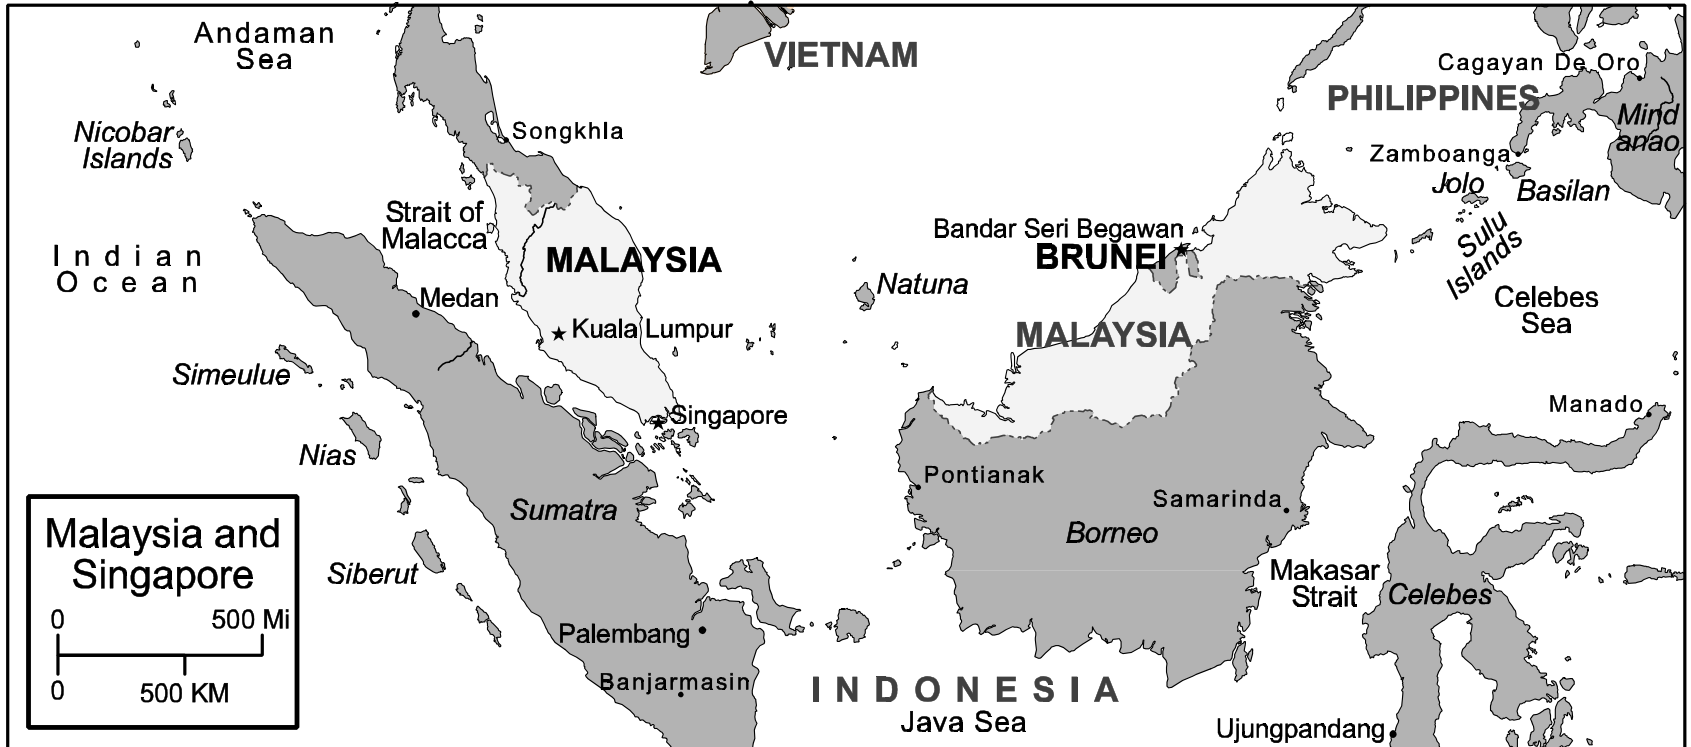 Andaman
Sea
VIETNAM
Cagayan De Oro
PHILIPPINES
Mind
anao
Nicobar
Islands
Songkhla
Zamboanga
Jolo
Basilan
Strait of
Malacca
Bandar Seri Begawan
BRUNEI
Sulu
Islands
Indian
Ocean
MALAYSIA
Natuna
Celebes
Sea
Medan
Kuala Lumpur
MALAYSIA
Simeulue
Singapore
Manado
Nias
Pontianak
Samarinda
Sumatra
Borneo
Malaysia and
Singapore
0 500 Mi
0 500 KM
Siberut
Makasar
Strait
Celebes
Palembang
Banjarmasin
INDONESIA
Java Sea
Ujungpandang